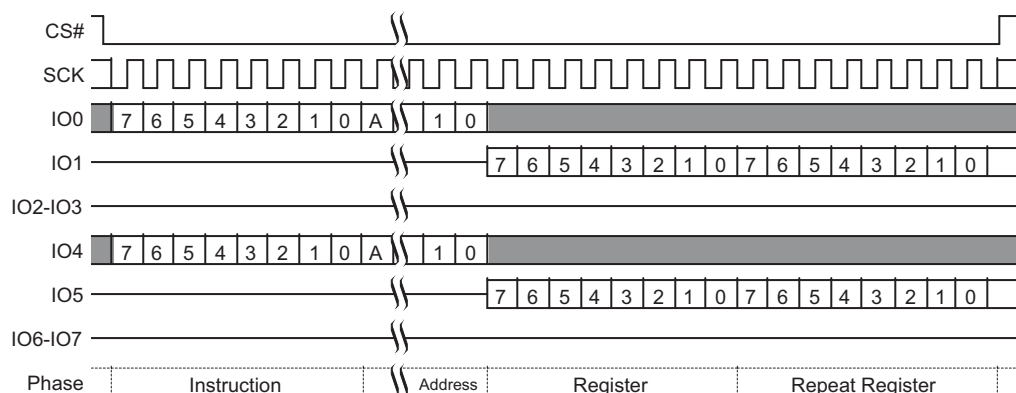 CS#
SCK
IO0 7 6 5 4 3 2 1 0 A 1 0
IO1 7 6 5 4 3 2 1 0 7 6 5 4 3 2 1 0
IO2-IO3
IO4 7 6 5 4 3 2 1 0 A 1 0
IO5 7 6 5 4 3 2 1 0 7 6 5 4 3 2 1 0
IO6-IO7
Phase Instruction Address Register Repeat Register